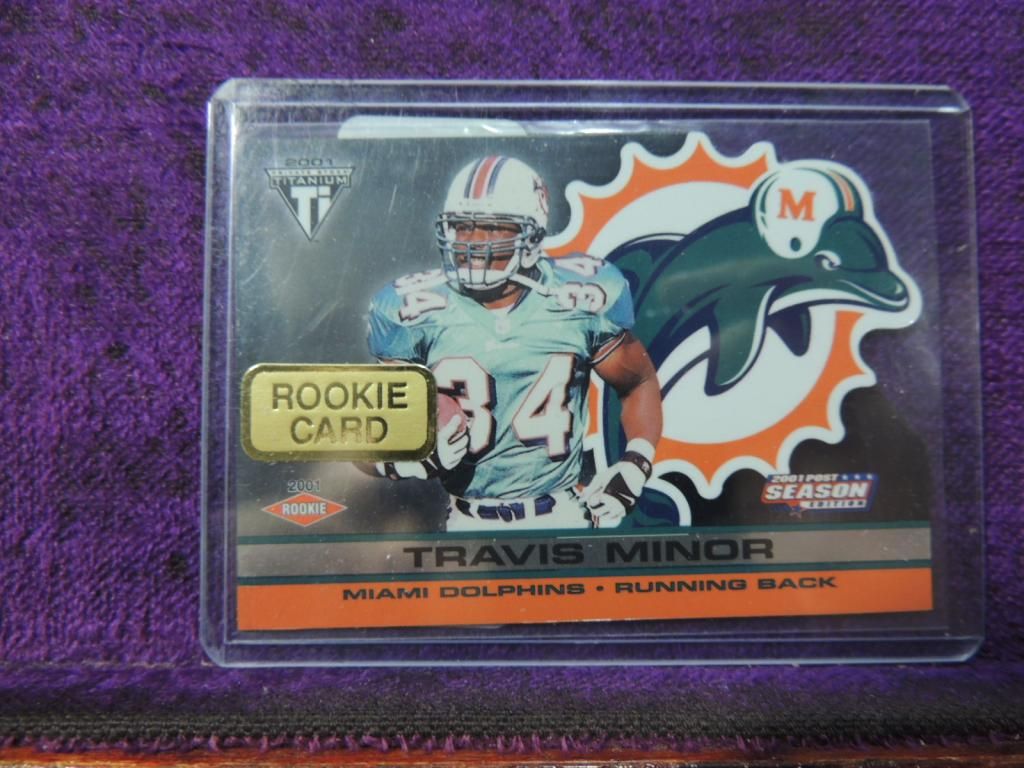 2001
PRIVATE STOCK
TITANIUM
Ti
M
34
34
34
ROOKIE
CARD
2001
ROOKIE
2001 POST
SEASON
EDITION
TRAVIS MINOR
MIAMI DOLPHINS • RUNNING BACK